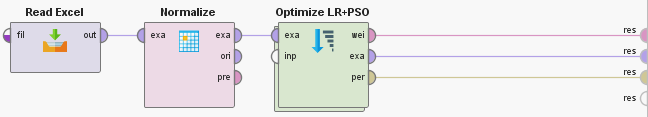 Read Excel Normalize Optimize LR+PSO
fil out exa exa exa wei res
ori inp exa res
pre per res
res